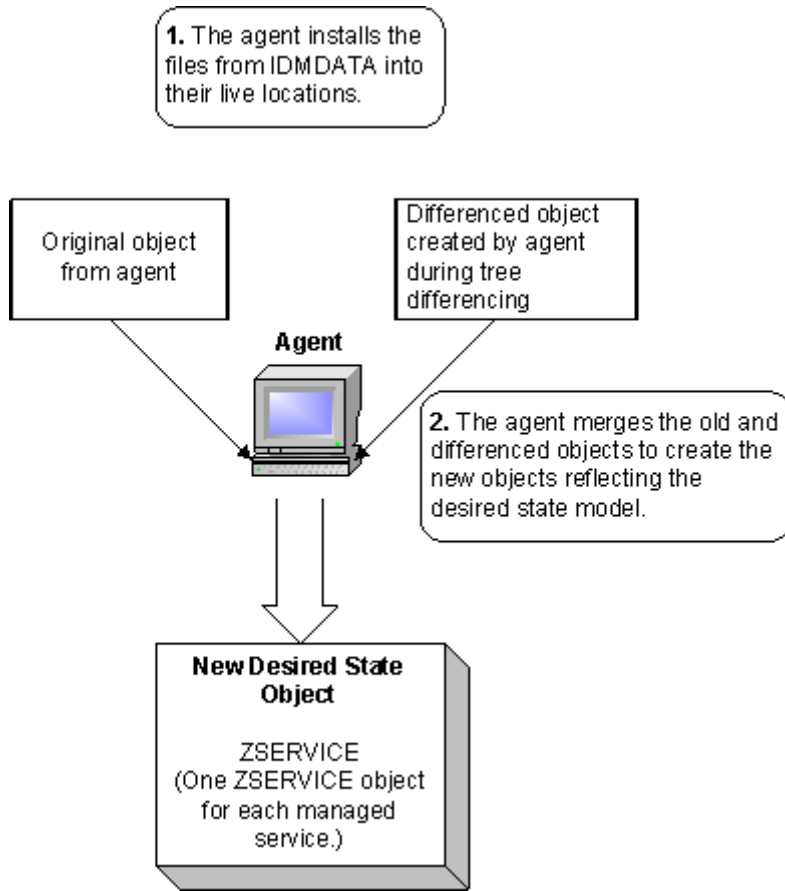 1. The agent installs the
files from IDMDATA into
their live locations.
Original object
from agent
Differenced object
created by agent
during tree
differencing
Agent
2. The agent merges the old and
differenced objects to create the
new objects reflecting the
desired state model.
New Desired State
Object
ZSERVICE
(One ZSERVICE object
for each managed
service.)